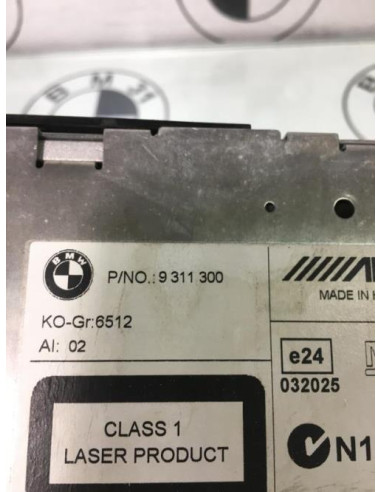 BMJ1
BMW
P/NO.: 9 311 300
KO-Gr:6512
AI: 02
CLASS 1
LASER PRODUCT
MADE IN
e24
032025
N1